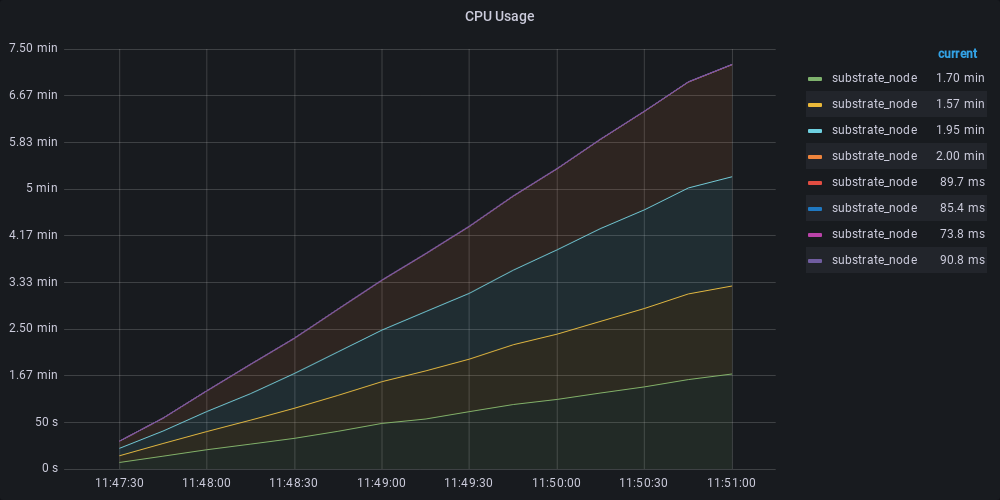 CPU Usage
7.50 min
6.67 min
5.83 min
5 min
4.17 min
3.33 min
2.50 min
1.67 min
50 s
0 s
11:47:30 11:48:00 11:48:30 11:49:00 11:49:30 11:50:00 11:50:30 11:51:00
current
substrate_node 1.70 min
substrate_node 1.57 min
substrate_node 1.95 min
substrate_node 2.00 min
substrate_node 89.7 ms
substrate_node 85.4 ms
substrate_node 73.8 ms
substrate_node 90.8 ms